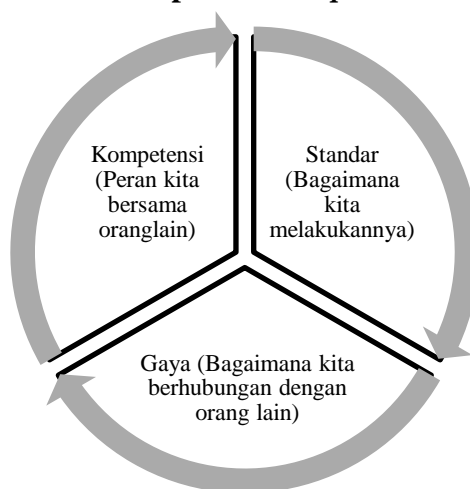 Kompetensi
(Peran kita
bersama
oranglain)
Standar
(Bagaimana
kita
melakukannya)
Gaya (Bagaimana kita
berhubungan dengan
orang lain)